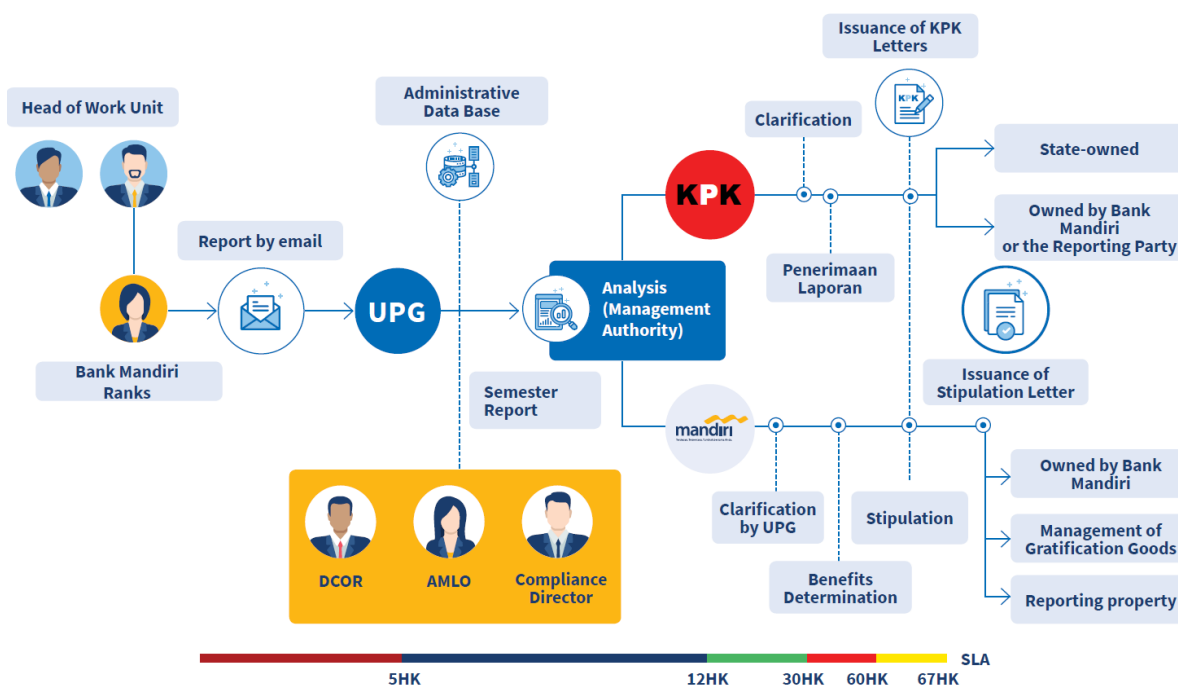 Issuance of KPK
Letters
Head of Work Unit
Administrative
Data Base
Clarification
KPK
State-owned
KPK
Owned by Bank
Mandiri
or the Reporting Party
Report by email
Penerimaan
Laporan
UPG
Analysis
(Management
Authority)
Bank Mandiri
Ranks
Semester
Report
Issuance of
Stipulation Letter
mandırı
Owned by Bank
Mandiri
Clarification
by UPG
Stipulation
Management of
Gratification Goods
DCOR
AMLO
Compliance
Director
Benefits
Determination
Reporting property
SLA
5HK
12HK
30HK
60HK
67HK